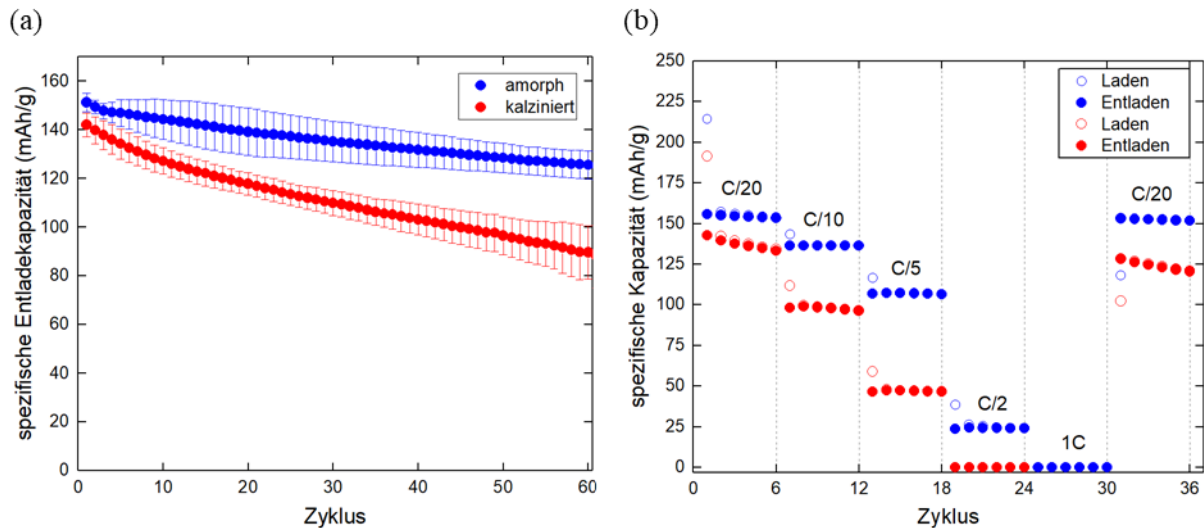 (a)
spezifische Entladekapazität (mAh/g)
160
140
120
100
80
60
40
20
0
amorph
kalziniert
0 10 20 30 40 50 60
Zyklus
(b)
spezifische Kapazität (mAh/g)
250
225
200
175
150
125
100
75
50
25
0
Laden
Entladen
Laden
Entladen
C/20
C/10
C/5
C/2
1C
C/20
0 6 12 18 24 30 36
Zyklus